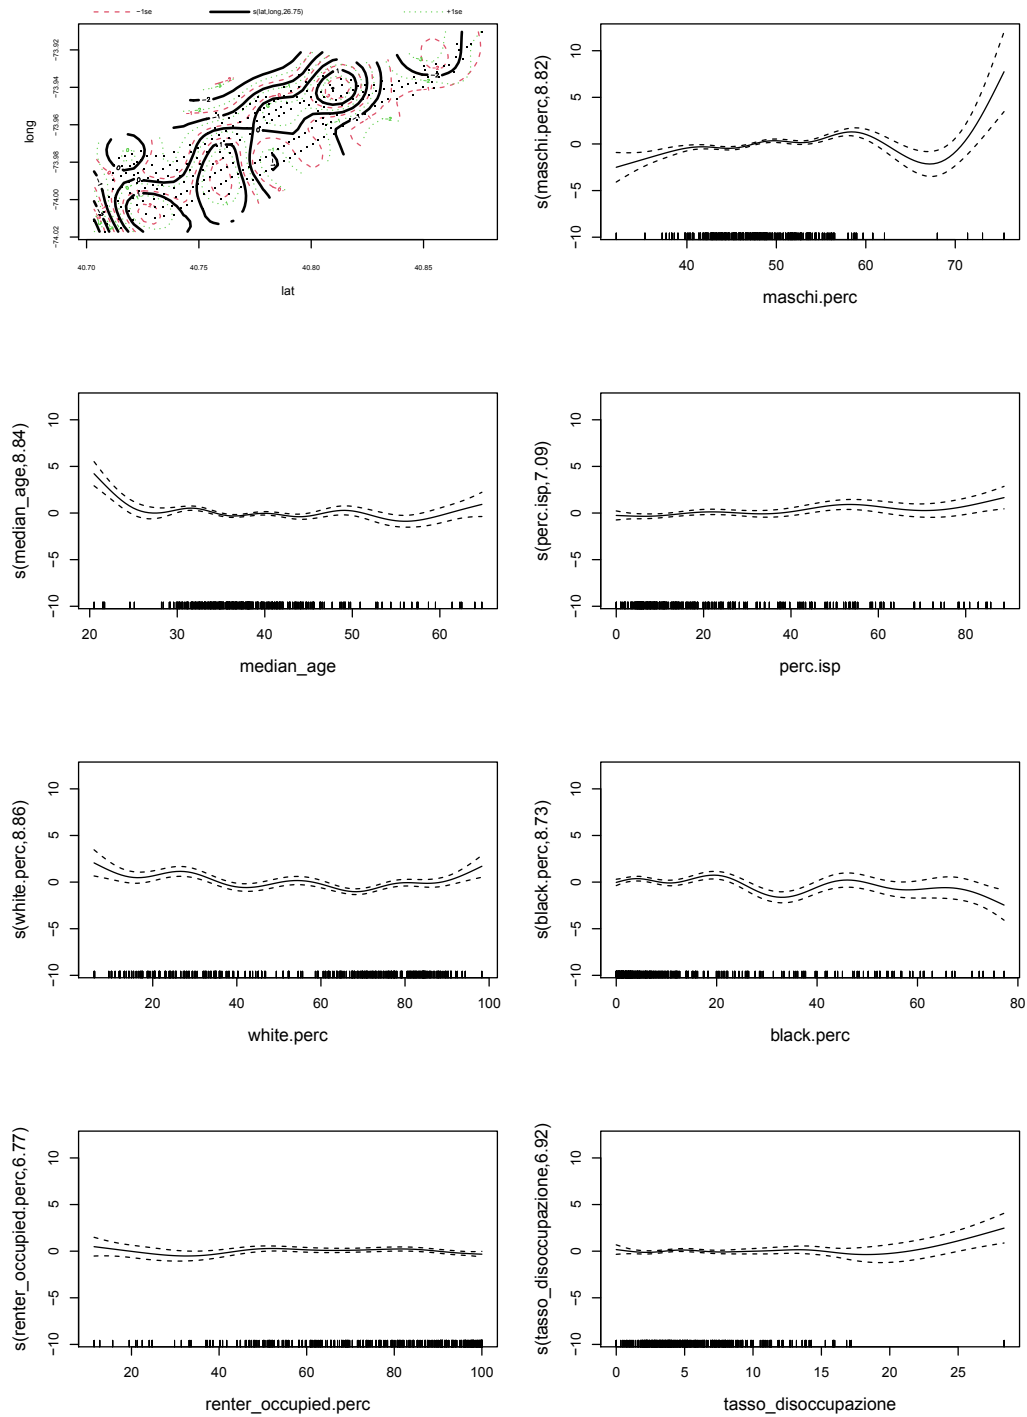 −1se s(lat,long,26.75) +1se
long
−73.92
−73.94
−73.96
−73.98
−74.00
−74.02
40.70 40.75 40.80 40.85
lat
s(maschi.perc,8.82)
10
5
0
−5
−10
40 50 60 70
maschi.perc
s(median_age,8.84)
10
5
0
−5
−10
20 30 40 50 60
median_age
s(perc.isp,7.09)
10
5
0
−5
−10
0 20 40 60 80
perc.isp
s(white.perc,8.86)
10
5
0
−5
−10
20 40 60 80 100
white.perc
s(black.perc,8.73)
10
5
0
−5
−10
0 20 40 60 80
black.perc
s(renter_occupied.perc,6.77)
10
5
0
−5
−10
20 40 60 80 100
renter_occupied.perc
s(tasso_disoccupazione,6.92)
10
5
0
−5
−10
0 5 10 15 20 25
tasso_disoccupazione